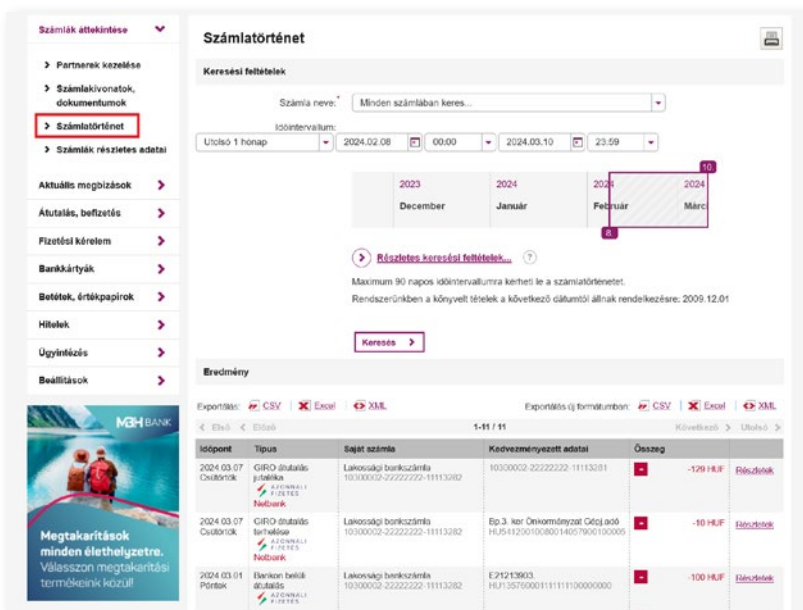 Számlák áttekintése
Partnerek kezelése
Számlakivonatok,
dokumentumok
Számlatörténet
Számlák részletes adatai
Aktuális megbízások
Átutalás, befizetés
Fizetési kérelem
Bankkártyák
Betétek, értékpapírok
Hitelek
Ügyintézés
Beállítások
MBH BANK
Megtakarítások
minden élethelyzetre.
Válasszon megtakarítási
termékeink közül!
Számlatörténet
Keresési feltételek
Számla neve:* Minden számlában keres...
Időintervallum:
Utolsó 1 hónap 2024.02.08 00:00 2024.03.10 23:59
10.
2023 2024 2024 2024
December Január Február Márci
8.
Részletes keresési feltételek... ?
Maximum 90 napos időintervallumra kérheti le a számlatörténetet.
Rendszerünkben a könyvelt tételek a következő dátumtól állnak rendelkezésre: 2009.12.01
Keresés
Eredmény
Exportálás: CSV Excel XML Exportálás új formátumban: CSV Excel XML
Első Előző 1-11 / 11 Következő Utolsó
Időpont Típus Saját számla Kedvezményezett adatai Összeg
2024.03.07 GIRO átutalás Lakossági bankszámla 10300002-22222222-11113281 -129 HUF Részletek
Csütörtök jutaléka 10300002-22222222-11113282
AZONNALI
FIZETÉS
Netbank
2024.03.07 GIRO átutalás Lakossági bankszámla Bp.3. ker Önkormányzat Gépj.adó -10 HUF Részletek
Csütörtök terhelése 10300002-22222222-11113282
AZONNALI
FIZETÉS
Netbank
2024.03.01 Bankon belüli Lakossági bankszámla E21213903. -100 HUF Részletek
Péntek átutalás 10300002-22222222-11113282
AZONNALI
FIZETÉS